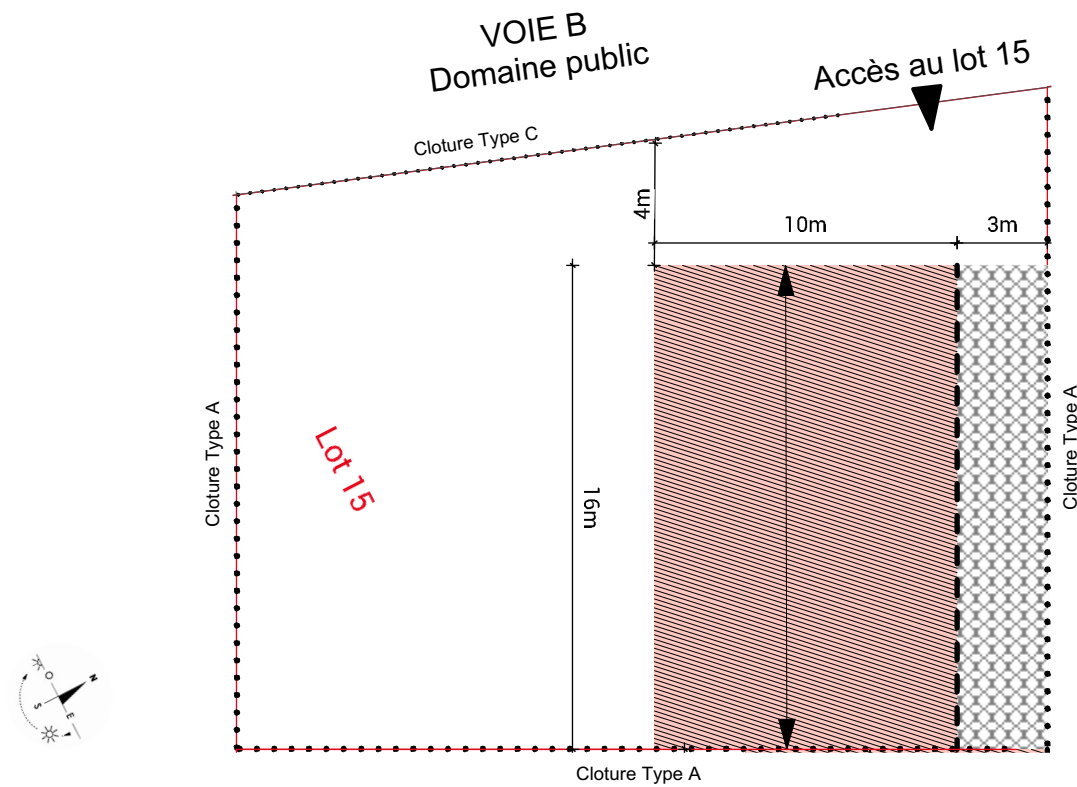 VOIE B
Domaine public
Accès au lot 15
Cloture Type C
4m
10m
3m
Cloture Type A
Lot 15
16m
Cloture Type A
O
N
S
E
Cloture Type A